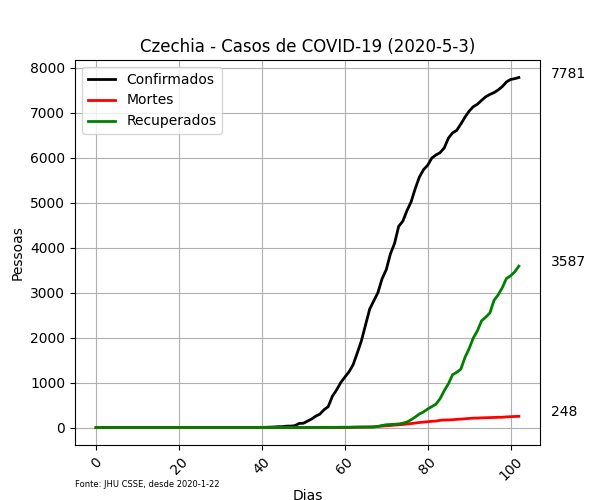 Czechia - Casos de COVID-19 (2020-5-3)
Confirmados
Mortes
Recuperados
8000
7000
6000
5000
4000
3000
2000
1000
0
Pessoas
7781
3587
248
0
20
40
60
80
100
Fonte: JHU CSSE, desde 2020-1-22
Dias